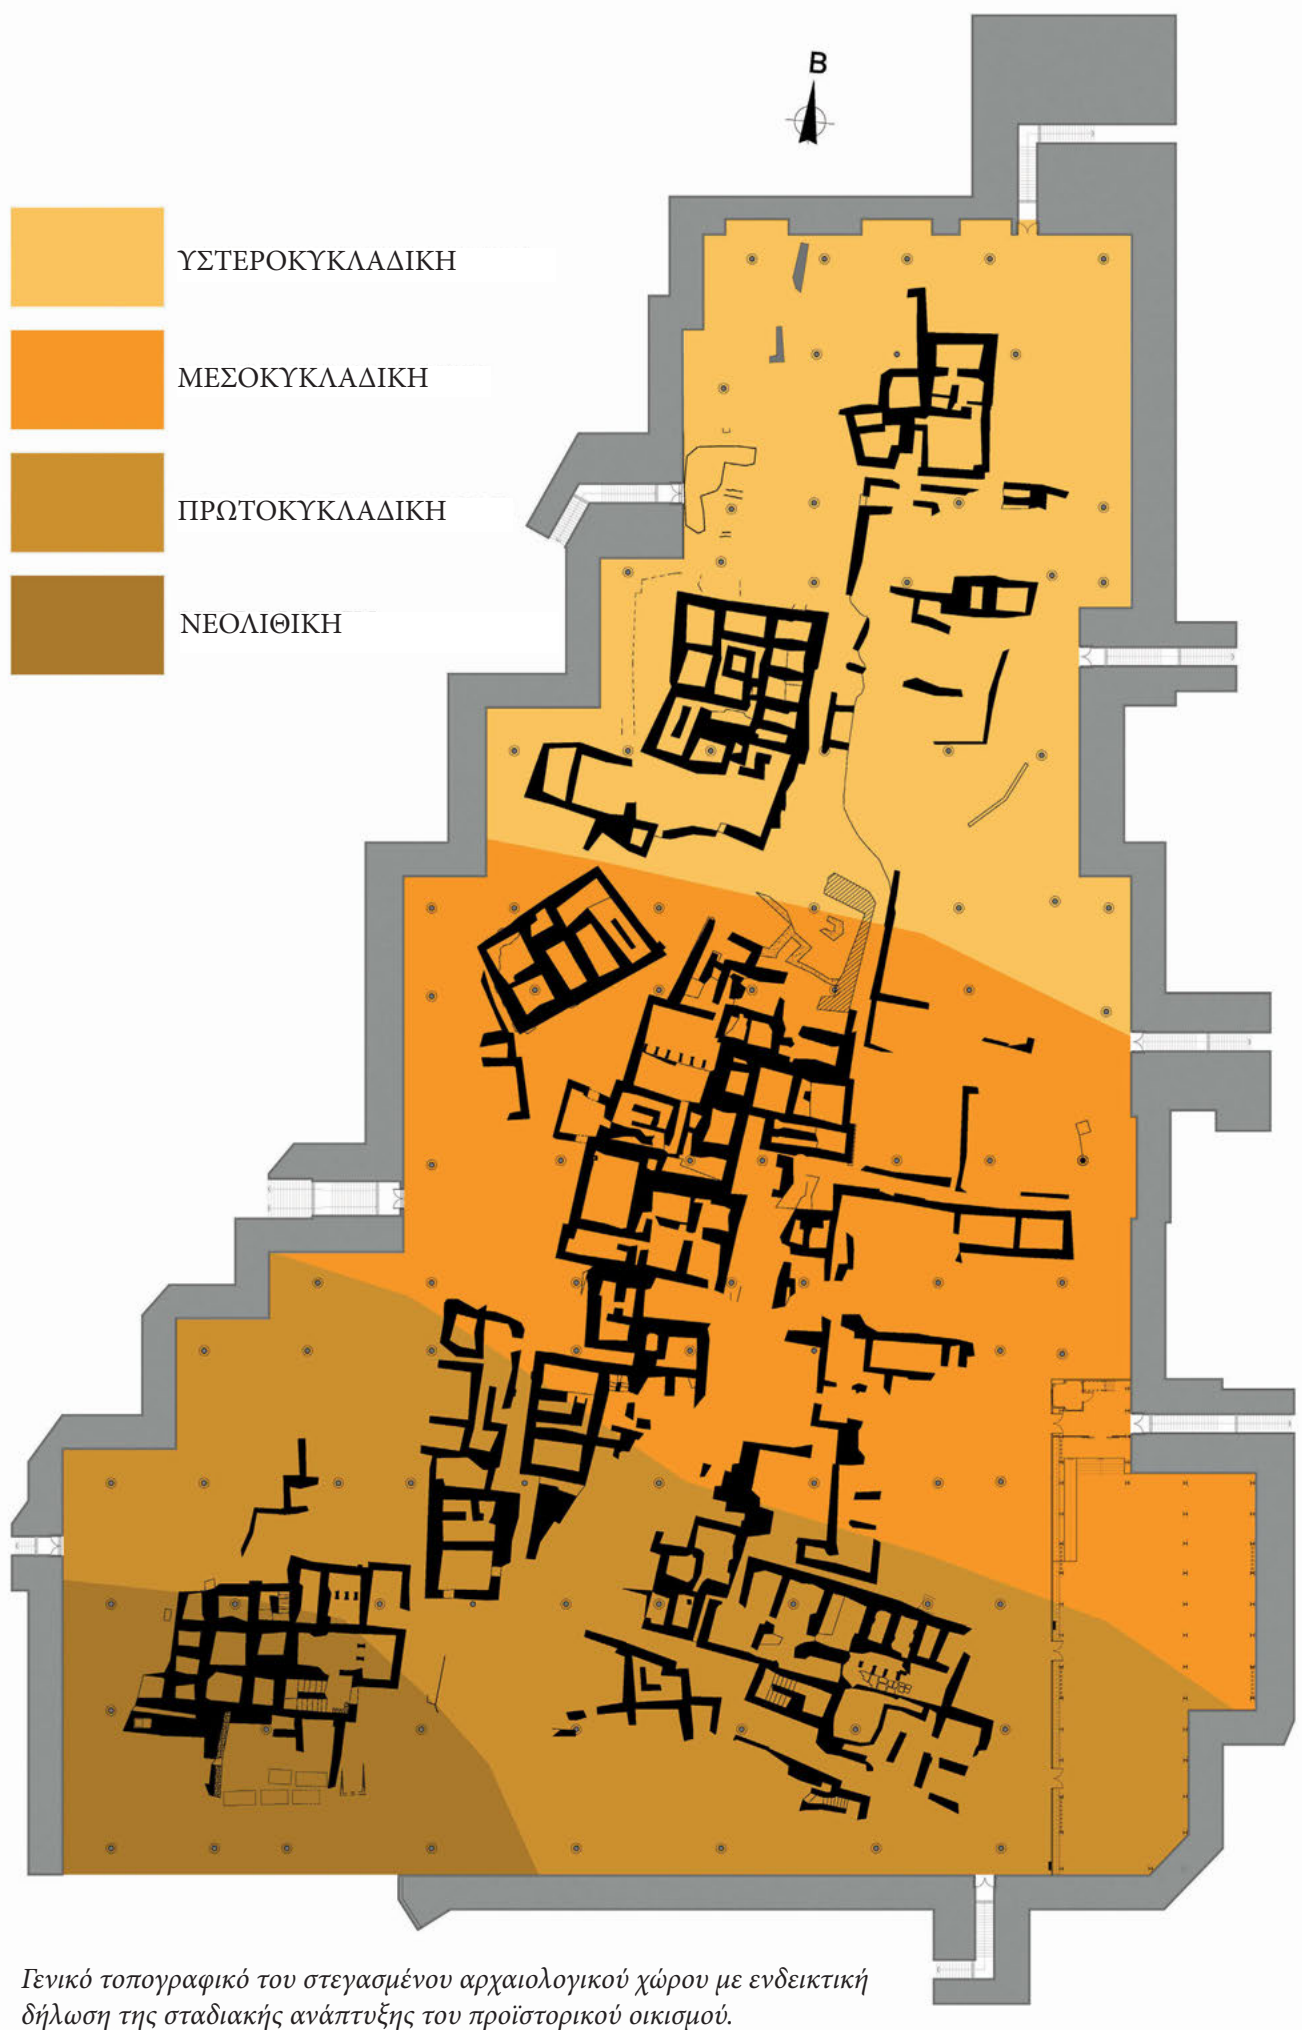 B
ΥΣΤΕΡΟΚΥΚΛΑΔΙΚΗ
ΜΕΣΟΚΥΚΛΑΔΙΚΗ
ΠΡΩΤΟΚΥΚΛΑΔΙΚΗ
ΝΕΟΛΙΘΙΚΗ
Γενικό τοπογραφικό του στεγασμένου αρχαιολογικού χώρου με ενδεικτική
δήλωση της σταδιακής ανάπτυξης του προϊστορικού οικισμού.